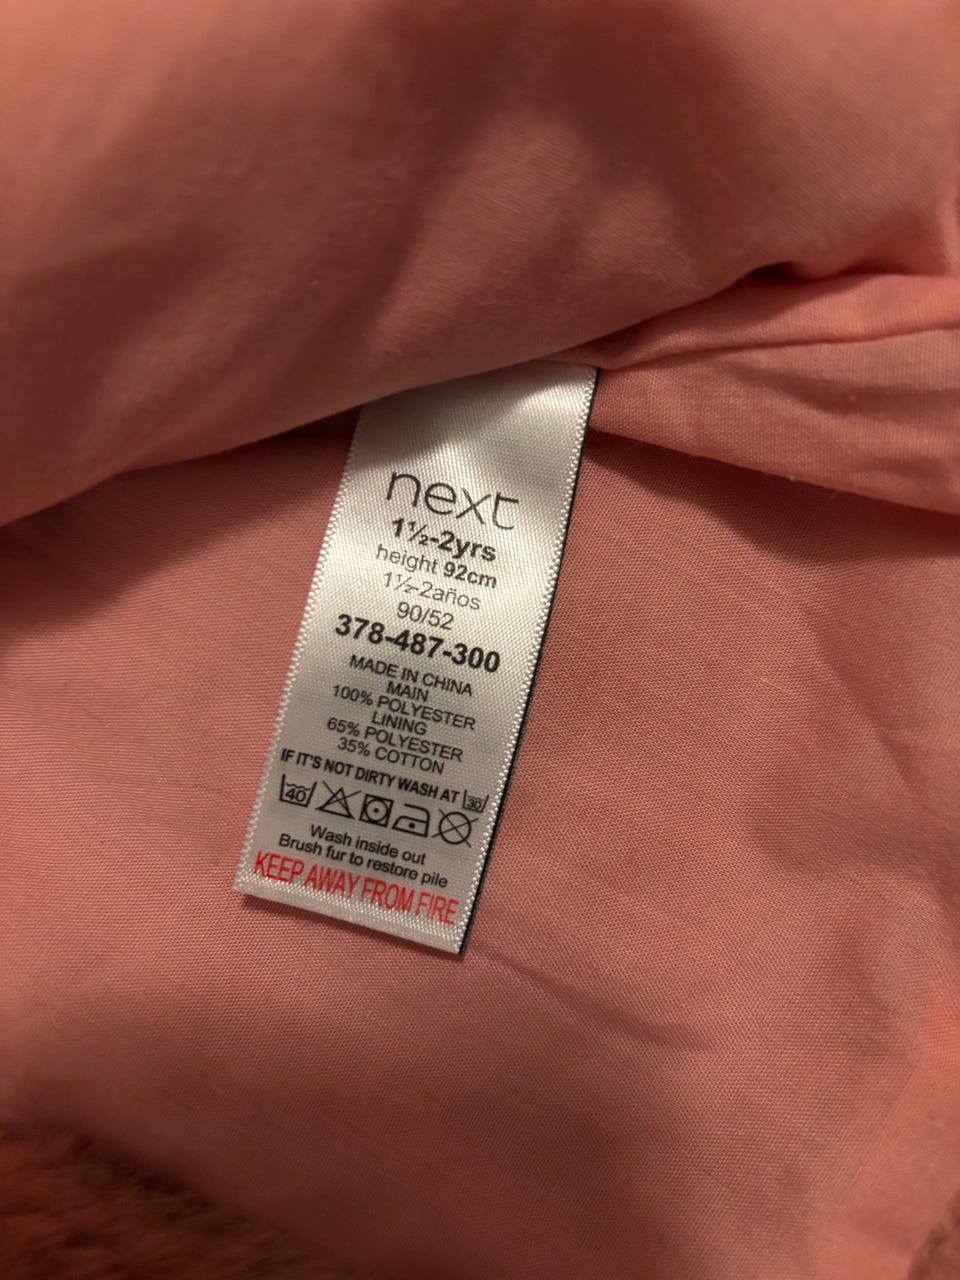 next
1½-2yrs
height 92cm
1½-2años
90/52
378-487-300
MADE IN CHINA
MAIN
100% POLYESTER
LINING
65% POLYESTER
35% COTTON
IF IT'S NOT DIRTY WASH AT 30
40
Wash inside out
Brush fur to restore pile
KEEP AWAY FROM FIRE